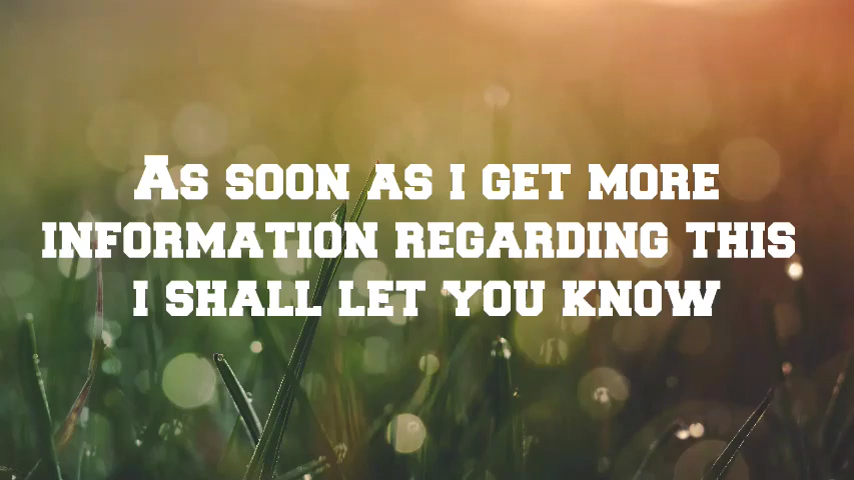 As soon as i get more
information regarding this
i shall let you know